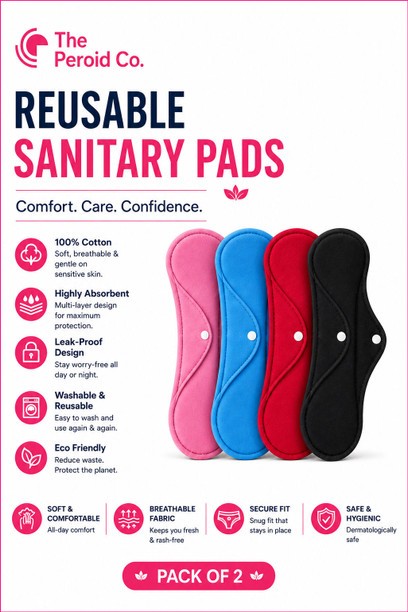 The
Peroid Co.
REUSABLE
SANITARY PADS
Comfort. Care. Confidence.
100% Cotton
Soft, breathable &
gentle on
sensitive skin.
Highly Absorbent
Multi-layer design
for maximum
protection.
Leak-Proof
Design
Stay worry-free all
day or night.
Washable &
Reusable
Easy to wash and
use again & again.
Eco Friendly
Reduce waste.
Protect the planet.
SOFT &
COMFORTABLE
All-day comfort
BREATHABLE
FABRIC
Keeps you fresh
& rash-free
SECURE FIT
Snug fit that
stays in place
SAFE &
HYGIENIC
Dermatologically
safe
PACK OF 2